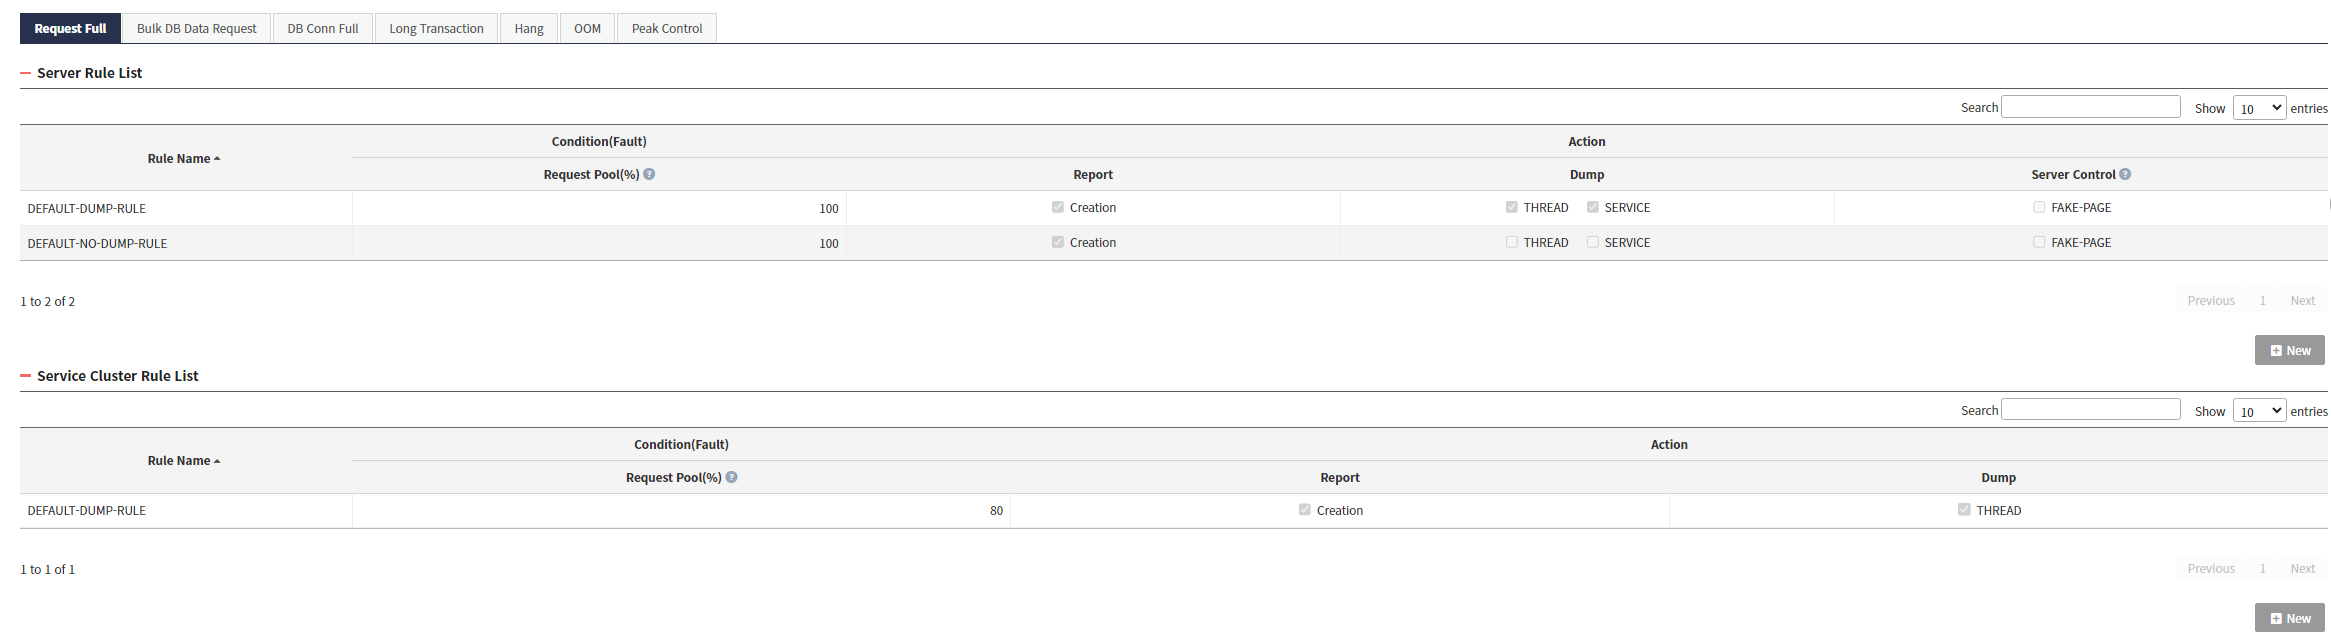 Request Full Bulk DB Data Request DB Conn Full Long Transaction Hang OOM Peak Control
Server Rule List
Search Show 10 entries
Rule Name Condition(Fault) Action
Request Pool(%) ? Report Dump Server Control ?
DEFAULT-DUMP-RULE 100 Creation THREAD SERVICE FAKE-PAGE
DEFAULT-NO-DUMP-RULE 100 Creation THREAD SERVICE FAKE-PAGE
1 to 2 of 2 Previous 1 Next
New
Service Cluster Rule List
Search Show 10 entries
Rule Name Condition(Fault) Action
Request Pool(%) ? Report Dump
DEFAULT-DUMP-RULE 80 Creation THREAD
1 to 1 of 1 Previous 1 Next
New